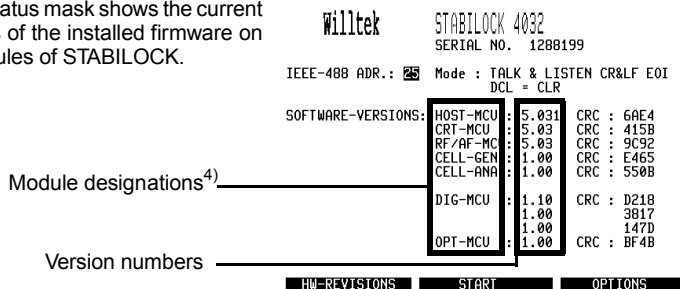 atus mask shows the current
of the installed firmware on
ules of STABILOCK.
Willtek
STABILOCK 4032
SERIAL NO. 1288199
IEEE-488 ADR.: 25 Mode : TALK & LISTEN CR&LF EOI
DCL = CLR
SOFTWARE-VERSIONS: HOST-MCU : 5.031 CRC : 6AE4
CRT-MCU : 5.03 CRC : 415B
RF/AF-MC : 5.03 CRC : 9C92
CELL-GEN : 1.00 CRC : E465
CELL-ANA : 1.00 CRC : 550B
DIG-MCU : 1.10 CRC : D218
1.00 3817
1.00 147D
OPT-MCU : 1.00 CRC : BF4B
Module designations4)
Version numbers
HW-REVISIONS START OPTIONS